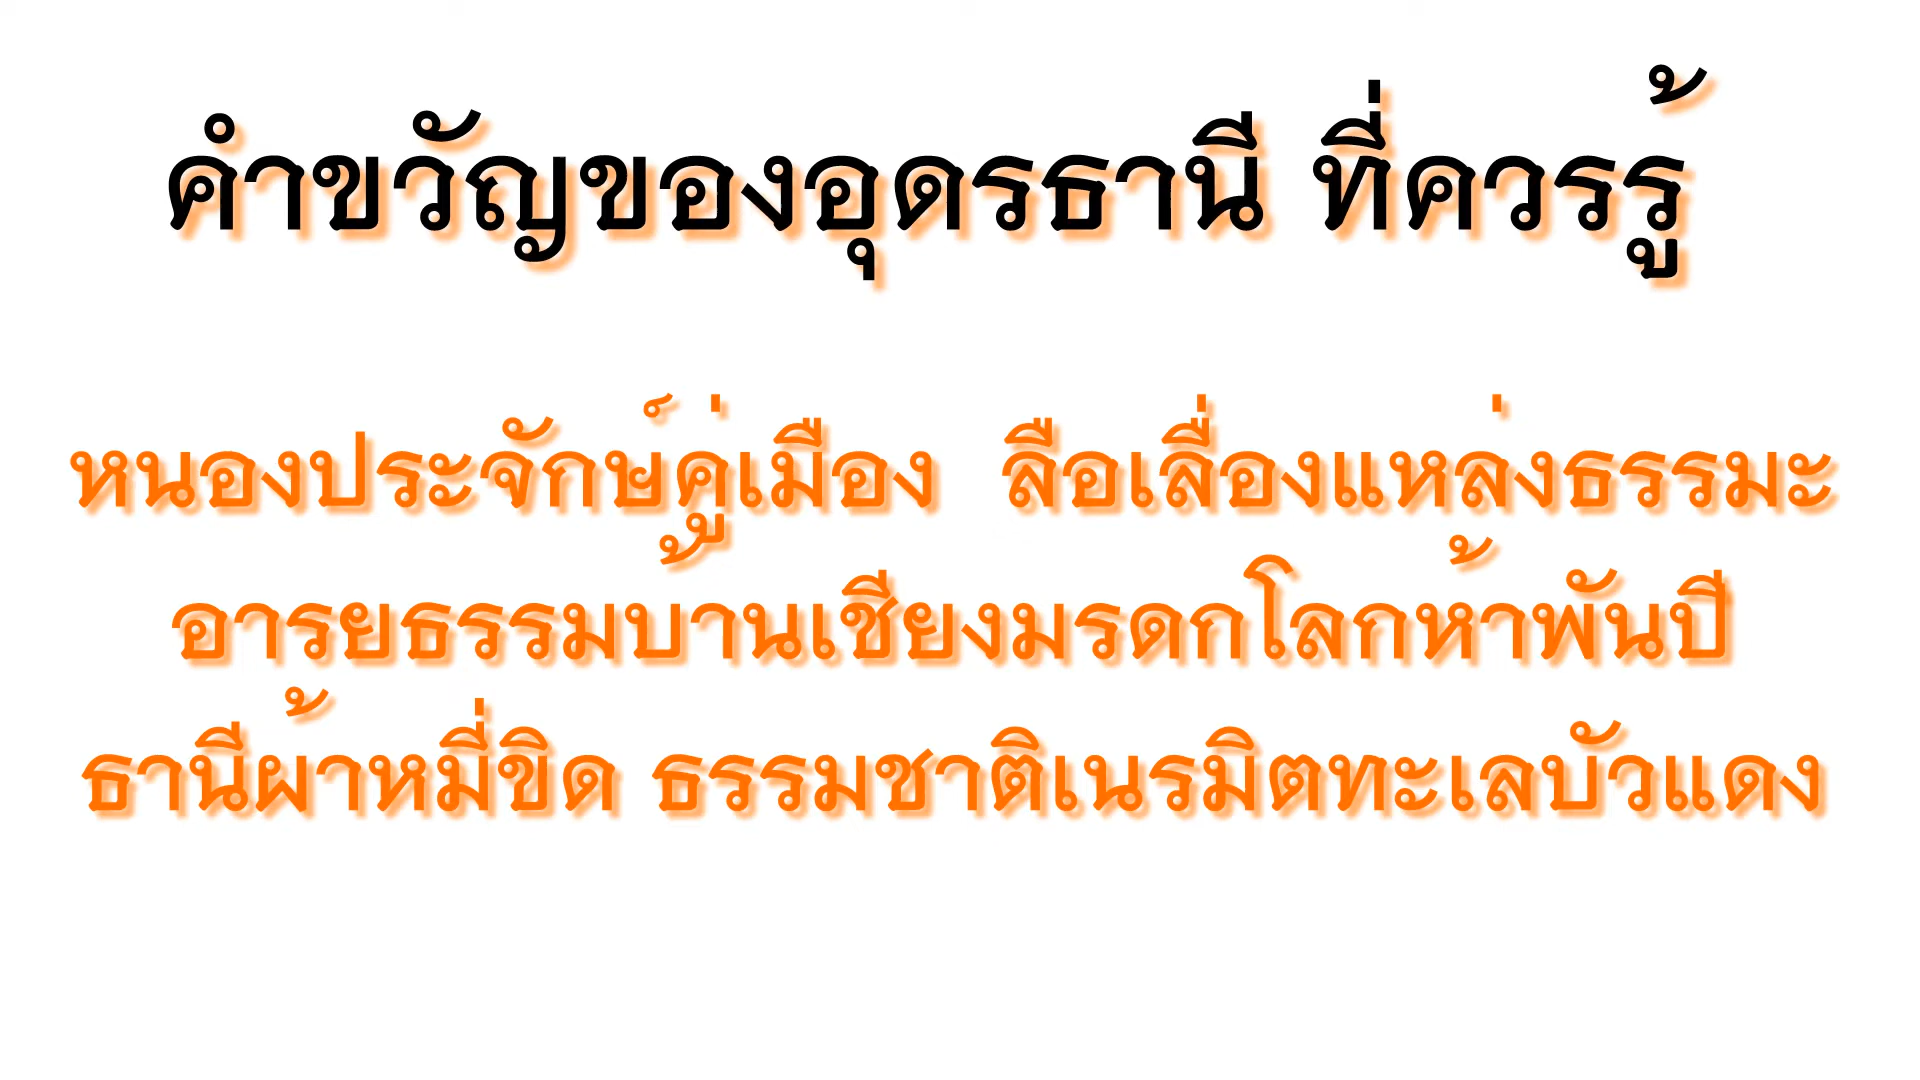 คำขวัญของอุดรธานี ที่ควรรู้
หนองประจักษ์คู่เมือง ลือเลื่องแหล่งธรรมะ
อารยธรรมบ้านเชียงมรดกโลกห้าพันปี
ธานีผ้าหมี่ขิด ธรรมชาติเนรมิตทะเลบัวแดง